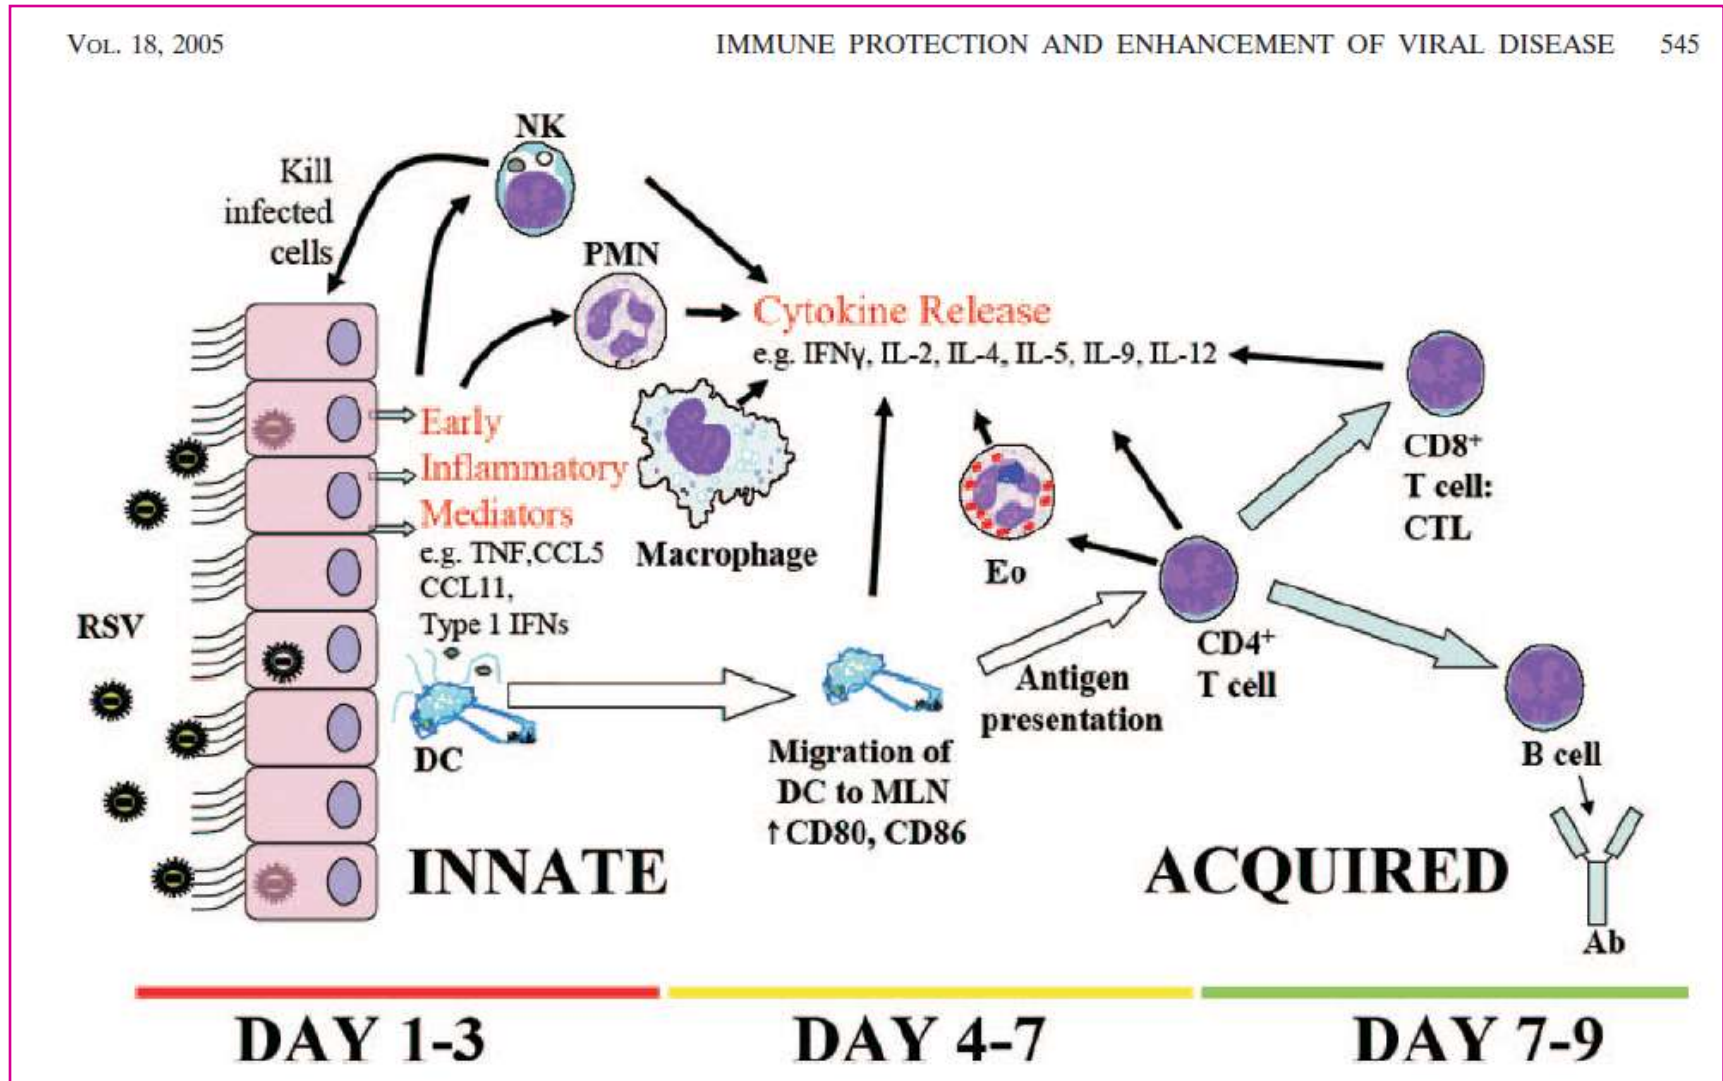 VOL. 18, 2005
IMMUNE PROTECTION AND ENHANCEMENT OF VIRAL DISEASE 545
NK
Kill
infected
cells
PMN
Cytokine Release
e.g. IFNγ, IL-2, IL-4, IL-5, IL-9, IL-12
Early
Inflammatory
Mediators
e.g. TNF,CCL5
CCL11,
Type 1 IFNs
Macrophage
Eo
CD8+
T cell:
CTL
RSV
DC
Migration of
DC to MLN
↑CD80, CD86
Antigen
presentation
CD4+
T cell
B cell
Ab
INNATE
ACQUIRED
DAY 1-3
DAY 4-7
DAY 7-9